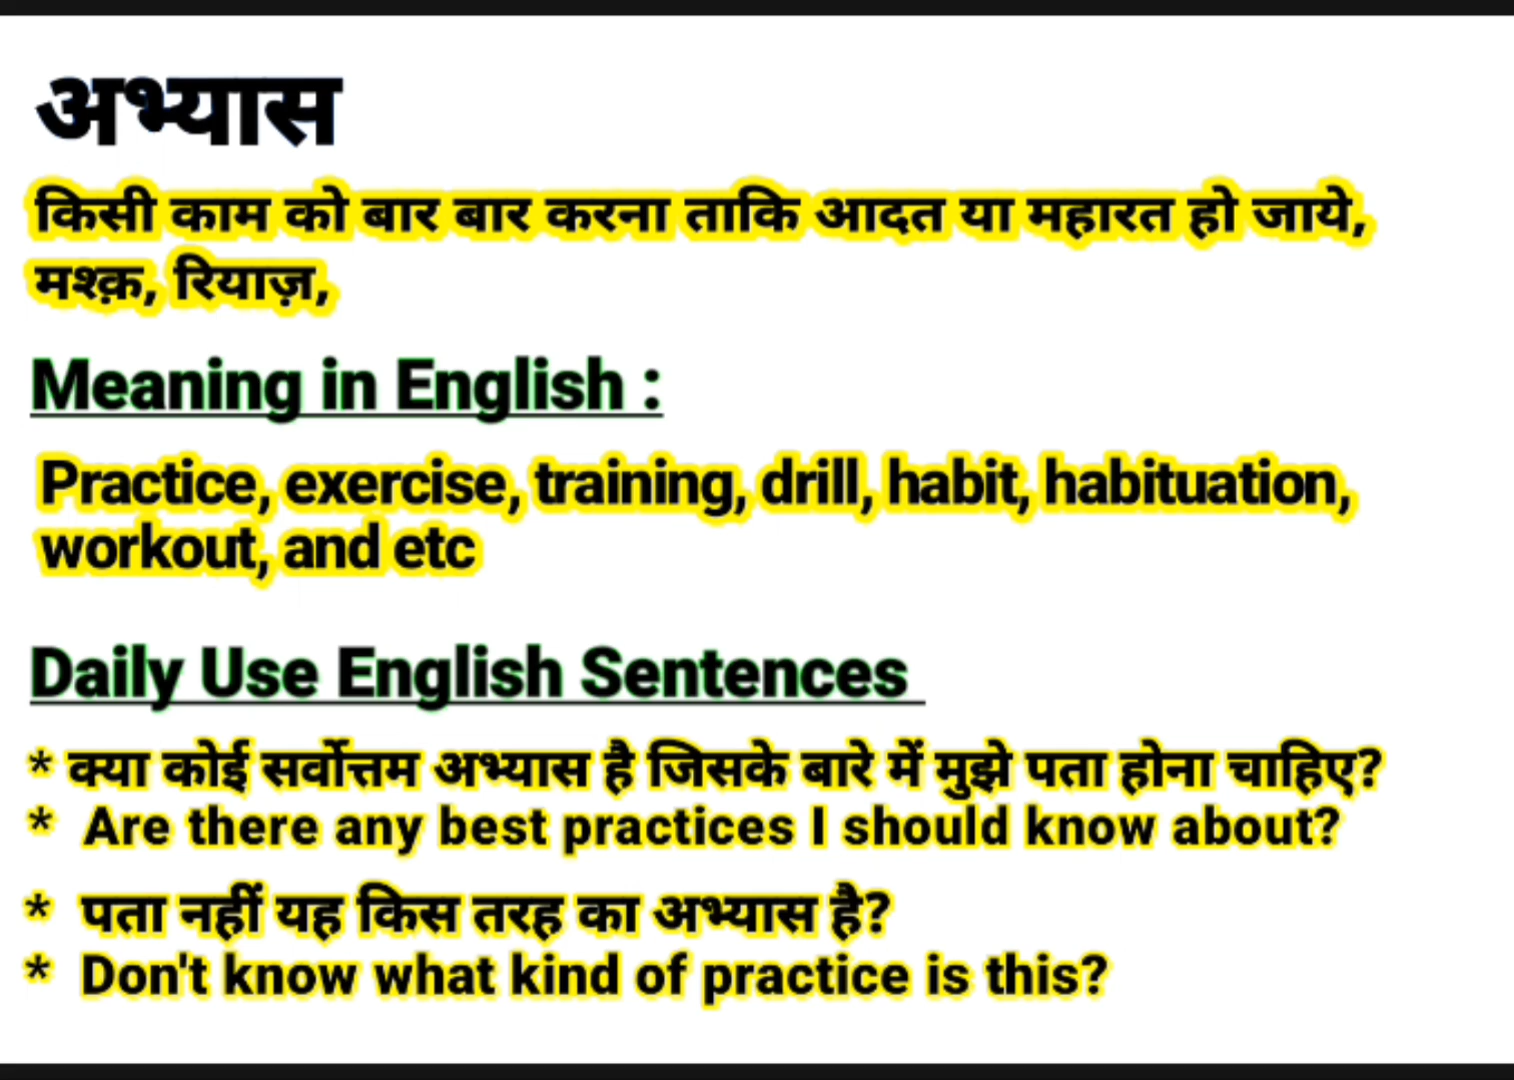 अभ्यास
किसी काम को बार बार करना ताकि आदत या महारत हो जाये,
मश्क़, रियाज़,
Meaning in English :
Practice, exercise, training, drill, habit, habituation,
workout, and etc
Daily Use English Sentences
* क्या कोई सर्वोत्तम अभ्यास है जिसके बारे में मुझे पता होना चाहिए?
* Are there any best practices I should know about?
* पता नहीं यह किस तरह का अभ्यास है?
* Don't know what kind of practice is this?